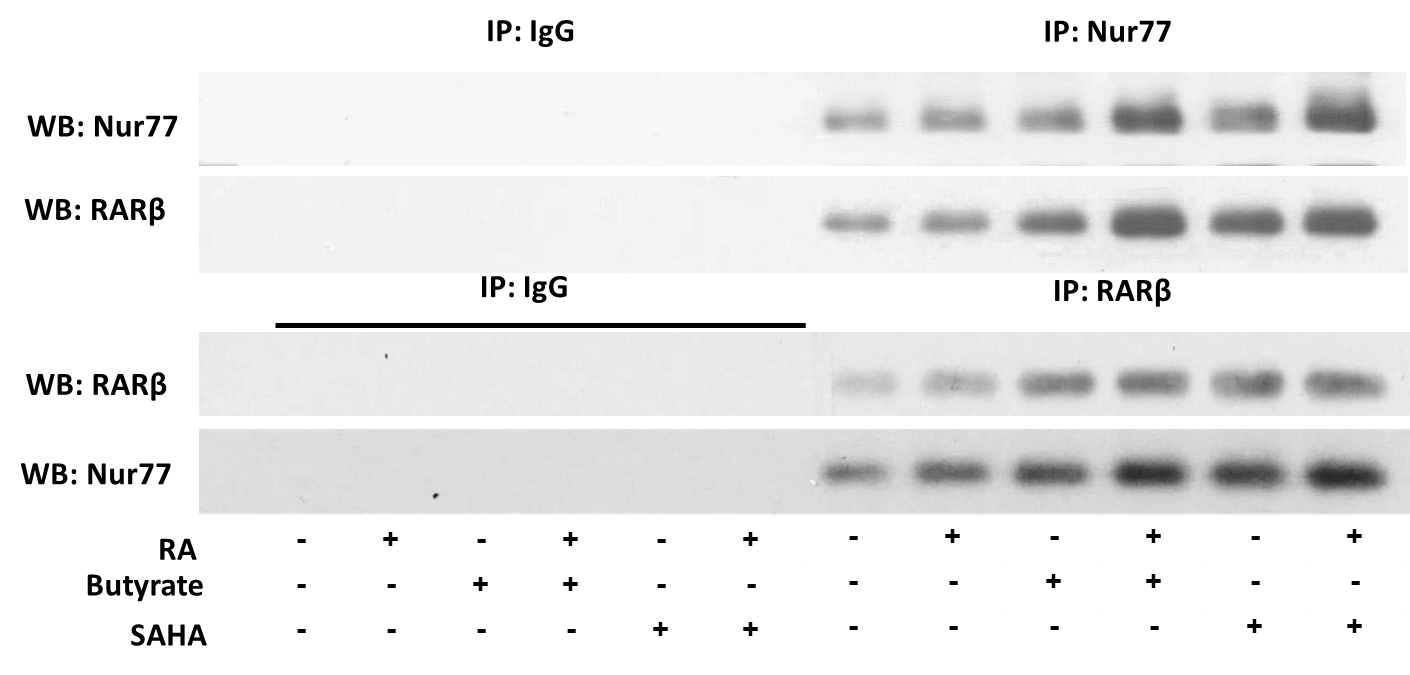 IP: IgG IP: Nur77
WB: Nur77
WB: RARβ
IP: IgG IP: RARβ
WB: RARβ
WB: Nur77
RA - + - + - + - + - + - +
Butyrate - - + + - - - - + + - -
SAHA - - - - + + - - - - + +